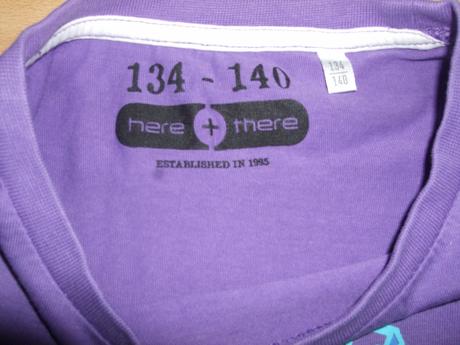 134 - 140
134
140
here + there
ESTABLISHED IN 1995